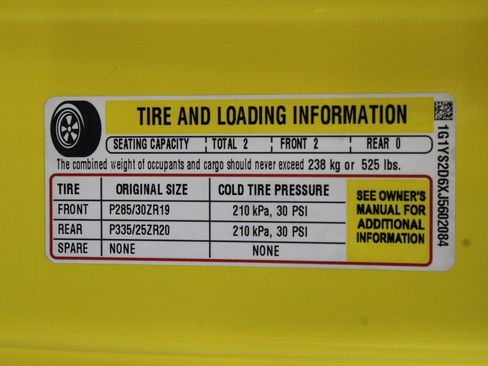 TIRE AND LOADING INFORMATION
SEATING CAPACITY TOTAL 2 FRONT 2 REAR 0
The combined weight of occupants and cargo should never exceed 238 kg or 525 lbs.
TIRE ORIGINAL SIZE COLD TIRE PRESSURE
FRONT P285/30ZR19 210 kPa, 30 PSI
REAR P335/25ZR20 210 kPa, 30 PSI
SPARE NONE NONE
SEE OWNER'S
MANUAL FOR
ADDITIONAL
INFORMATION
1G1YS2D6XJ5602084